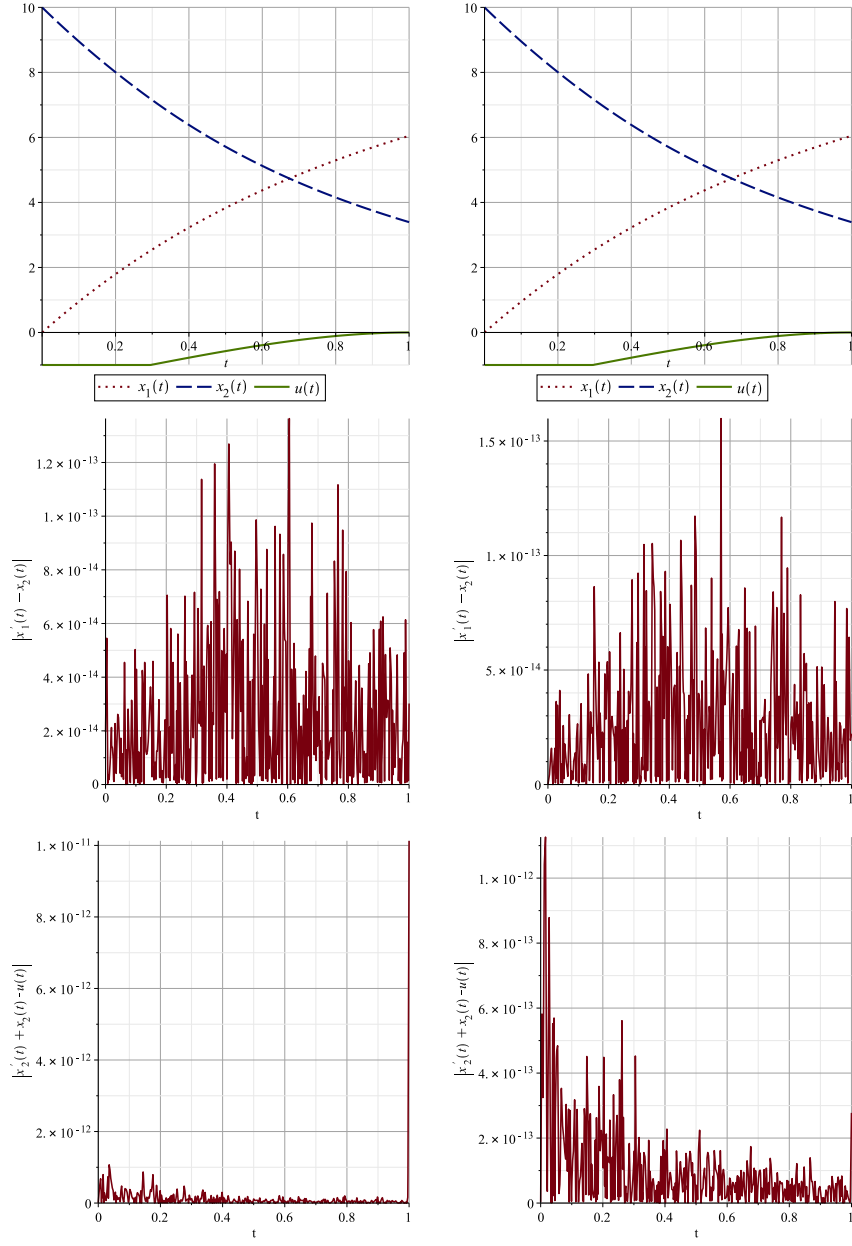 10
8
6
4
2
0
0.2 0.4 0.6 0.8 1
t
x₁(t) x₂(t) u(t)
10
8
6
4
2
0
0.2 0.4 0.6 0.8 1
t
x₁(t) x₂(t) u(t)
|x₁′(t) − x₂(t)|
1.2 × 10⁻¹³
1. × 10⁻¹³
8. × 10⁻¹⁴
6. × 10⁻¹⁴
4. × 10⁻¹⁴
2. × 10⁻¹⁴
0
0 0.2 0.4 0.6 0.8 1
t
|x₁′(t) − x₂(t)|
1.5 × 10⁻¹³
1. × 10⁻¹³
5. × 10⁻¹⁴
0
0 0.2 0.4 0.6 0.8 1
t
|x₂′(t) + x₂(t) - u(t)|
1. × 10⁻¹¹
8. × 10⁻¹²
6. × 10⁻¹²
4. × 10⁻¹²
2. × 10⁻¹²
0
0 0.2 0.4 0.6 0.8 1
t
|x₂′(t) + x₂(t) - u(t)|
1. × 10⁻¹²
8. × 10⁻¹³
6. × 10⁻¹³
4. × 10⁻¹³
2. × 10⁻¹³
0
0 0.2 0.4 0.6 0.8 1
t